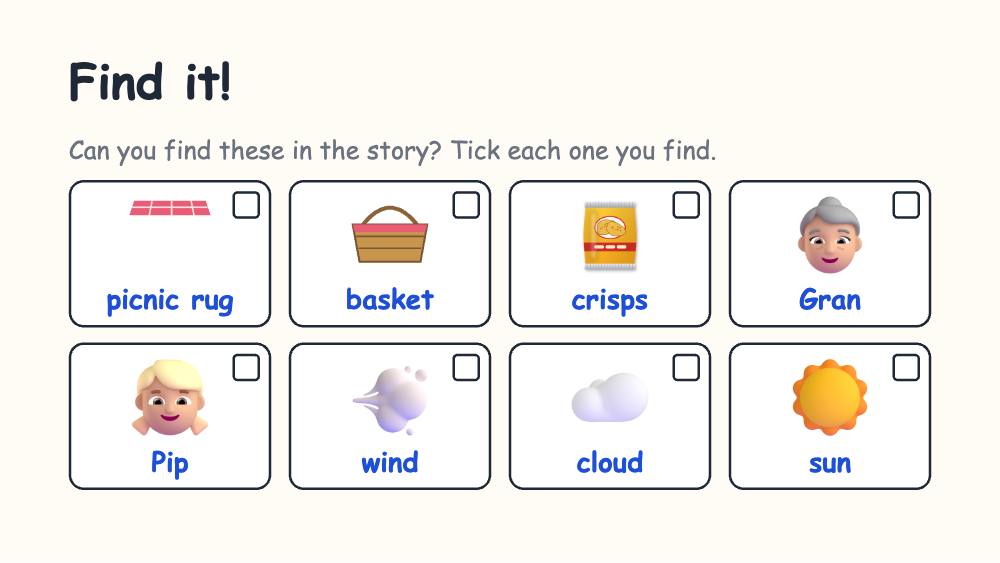 Find it!
Can you find these in the story? Tick each one you find.
picnic rug
basket
crisps
Gran
Pip
wind
cloud
sun